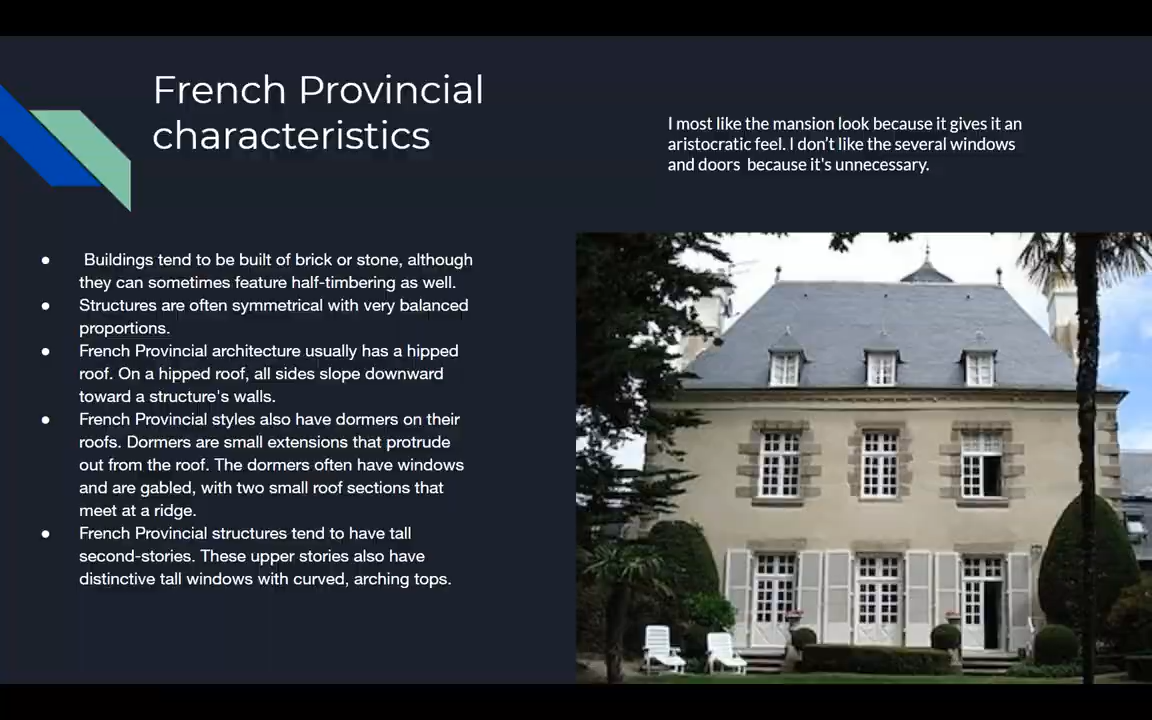 French Provincial
characteristics
I most like the mansion look because it gives it an
aristocratic feel. I don't like the several windows
and doors  because it's unnecessary.
● Buildings tend to be built of brick or stone, although
they can sometimes feature half-timbering as well.
● Structures are often symmetrical with very balanced
proportions.
● French Provincial architecture usually has a hipped
roof. On a hipped roof, all sides slope downward
toward a structure's walls.
● French Provincial styles also have dormers on their
roofs. Dormers are small extensions that protrude
out from the roof. The dormers often have windows
and are gabled, with two small roof sections that
meet at a ridge.
● French Provincial structures tend to have tall
second-stories. These upper stories also have
distinctive tall windows with curved, arching tops.